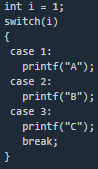 int i = 1;
switch(i)
{
 case 1:
   printf("A");
 case 2:
   printf("B");
 case 3:
   printf("C");
   break;
}